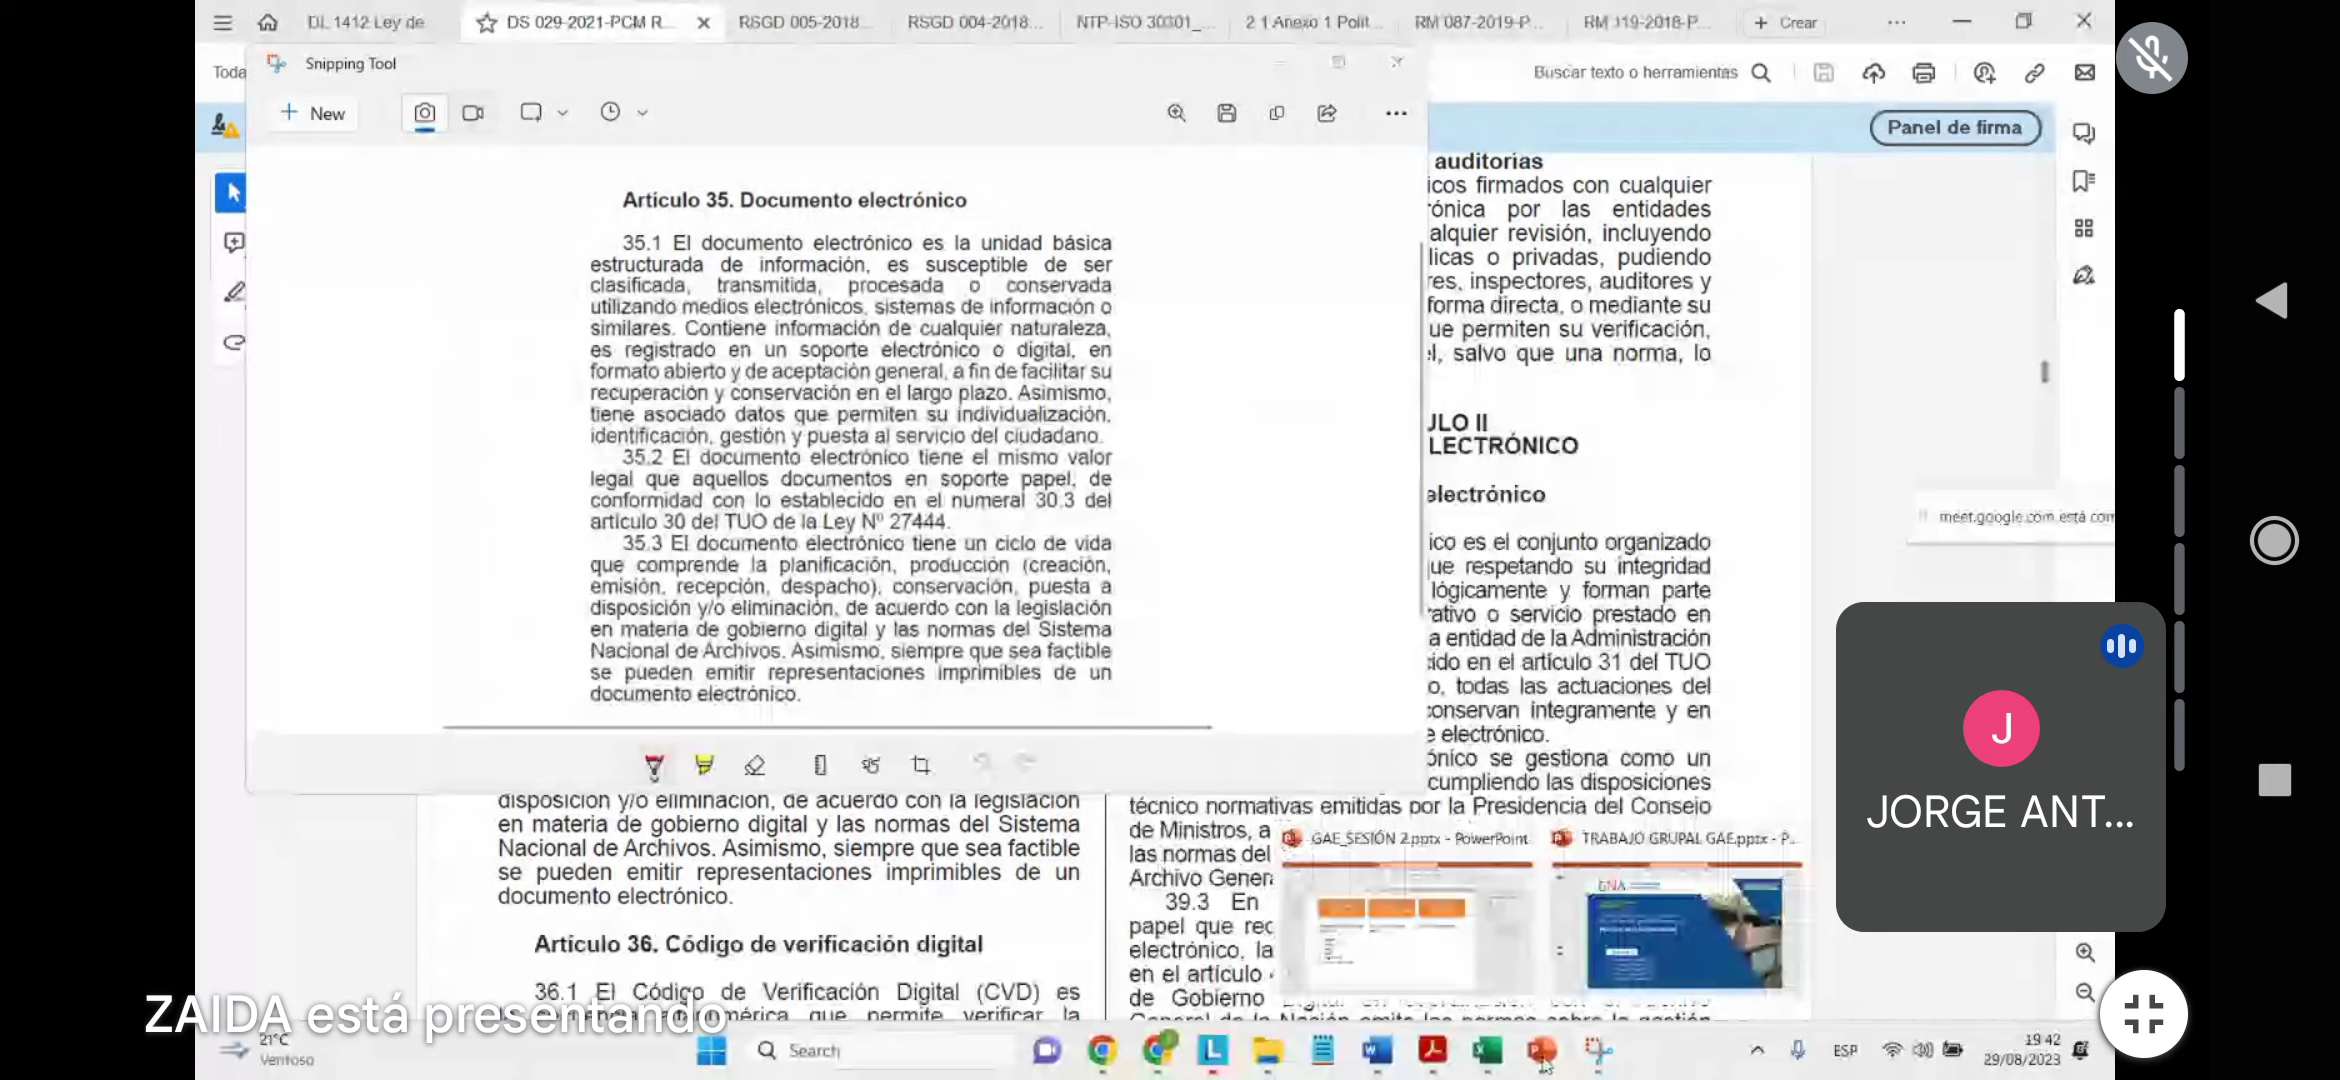 DL 1412 Ley de
DS 029-2021-PCM R...
RSGD 005-2018...
RSGD 004-2018...
NTP-ISO 30301_...
2 1 Anexo 1 Polit...
RM 087-2019-P...
RM 119-2018-P...
Crear
Toda
Snipping Tool
Buscar texto o herramientas
New
Panel de firma
Artículo 35. Documento electrónico
35.1 El documento electrónico es la unidad básica
estructurada de información, es susceptible de ser
clasificada, transmitida, procesada o conservada
utilizando medios electrónicos, sistemas de información o
similares. Contiene información de cualquier naturaleza,
es registrado en un soporte electrónico o digital, en
formato abierto y de aceptación general, a fin de facilitar su
recuperación y conservación en el largo plazo. Asimismo,
tiene asociado datos que permiten su individualización,
identificación, gestión y puesta al servicio del ciudadano.
35.2 El documento electrónico tiene el mismo valor
legal que aquellos documentos en soporte papel, de
conformidad con lo establecido en el numeral 30.3 del
artículo 30 del TUO de la Ley Nº 27444.
35.3 El documento electrónico tiene un ciclo de vida
que comprende la planificación, producción (creación,
emisión, recepción, despacho), conservación, puesta a
disposición y/o eliminación, de acuerdo con la legislación
en materia de gobierno digital y las normas del Sistema
Nacional de Archivos. Asimismo, siempre que sea factible
se pueden emitir representaciones imprimibles de un
documento electrónico.
disposición y/o eliminación, de acuerdo con la legislación
en materia de gobierno digital y las normas del Sistema
Nacional de Archivos. Asimismo, siempre que sea factible
se pueden emitir representaciones imprimibles de un
documento electrónico.
Artículo 36. Código de verificación digital
36.1 El Código de Verificación Digital (CVD) es
que permite verificar la
auditorias
icos firmados con cualquier
rónica por las entidades
alquier revisión, incluyendo
licas o privadas, pudiendo
res, inspectores, auditores y
forma directa, o mediante su
ue permiten su verificación,
el, salvo que una norma, lo
ULO II
LECTRÓNICO
electrónico
ico es el conjunto organizado
que respetando su integridad
lógicamente y forman parte
rativo o servicio prestado en
a entidad de la Administración
ido en el artículo 31 del TUO
o, todas las actuaciones del
conservan íntegramente y en
e electrónico.
ónico se gestiona como un
cumpliendo las disposiciones
técnico normativas emitidas por la Presidencia del Consejo
de Ministros, a
las normas del
Archivo Genera
39.3 En
papel que rec
electrónico, la
en el artículo
de Gobierno
meet.google.com está com
GAE_SESIÓN 2.pptx - PowerPoint
TRABAJO GRUPAL GAE.pptx - P...
JORGE ANT...
J
ZAIDA está presentando
21°C
Ventoso
Search
ESP
19 42
29/08/2023